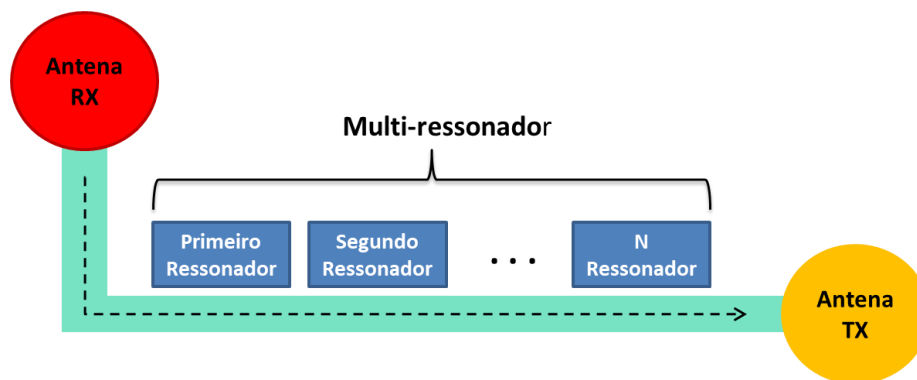 Antena
RX
Multi-ressonador
Primeiro
Ressonador
Segundo
Ressonador
...
N
Ressonador
Antena
TX